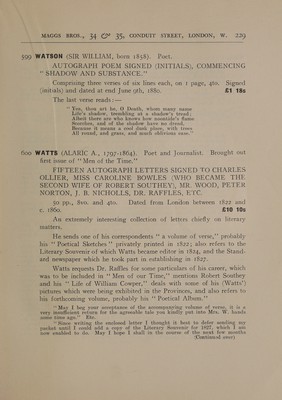 MAGGS BROS., 34 & 35, CONDUIT STREET, LONDON, W. 229
599 WATSON (SIR WILLIAM, born 1858). Poet.
AUTOGRAPH POEM SIGNED (INITIALS), COMMENCING
“ SHADOW AND SUBSTANCE.”
Comprising three verses of six lines each, on 1 page, 4to. Signed
(initials) and dated at end June 9th, 1880. £1 18s
The last verse reads:—
“ You, thou art he, O Death, whom many name
Life's shadow, trembling at a shadow's tread;
Albeit there are who knows how mountide's flame
Scorches, and of the shadow have no dread.
Because it means a cool dusk place, with trees
All round, and grass, and much oblivious ease.”
600 WATTS (ALARIC A., 1797-1864). Poet and Journalist. Brought out
first issue of “ Men of the Time.”
FIFTEEN AUTOGRAPH LETTERS SIGNED TO CHARLES
OLLIER, MISS CAROLINE BOWLES (WHO BECAME THE
SECOND WIFE OF ROBERT SOUTHEY), MR. WOOD, PETER
NORTON, J. B. NICHOLLS, DR. RAFFLES, ETC.
50 pp., 8vo. and 4to. Dated from London between 1822 and
c. 1860. £10 10s
An extremely interesting collection of letters chiefly on literary
matters.
He sends one of his correspondents “ a volume of verse,” probably
his “ Poetical Sketches ” privately printed in 1822; also refers to the
Literary Souvenir of which Watts became editor in 1824, and the Stand-
ard newspaper which he took part in establishing in 1827.
Watts requests Dr. Raffles for some particulars of his career, which
was to be included in “ Men of our Time,” mentions Robert Southey
and his “ Life of William Cowper,” deals with some of his (Watts')
pictures which were being exhibited in the Provinces, and also refers to
his forthcoming volume, probably his “ Poetical Album.”
“ May I beg your acceptance of the accompanying volume of verse, it is a
very insufficient return for the agreeable tale you kindly put into Mrs. W. hands
some time ago.” Etc.
“ Since writing the enclosed letter I thought it best to defer sending my
packet until I could add a copy of the Literary Souvenir for 1827, which I am
now enabled to do. May I hope I shall in the course of the next few months
(Continued over)